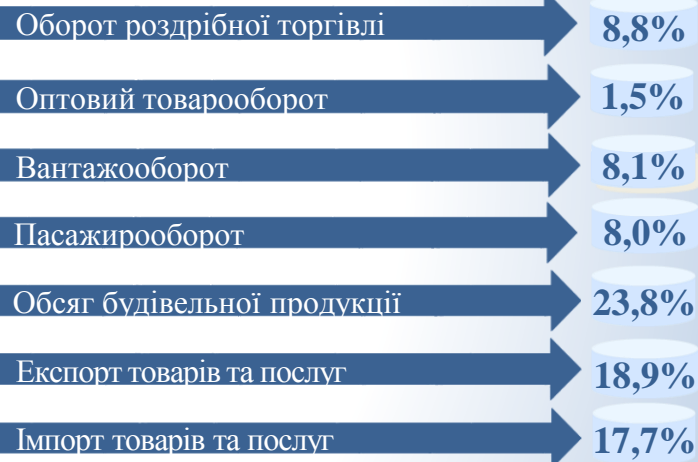 Оборот роздрібної торгівлі 8,8%
Оптовий товарооборот 1,5%
Вантажооборот 8,1%
Пасажирооборот 8,0%
Обсяг будівельної продукції 23,8%
Експорт товарів та послуг 18,9%
Імпорт товарів та послуг 17,7%